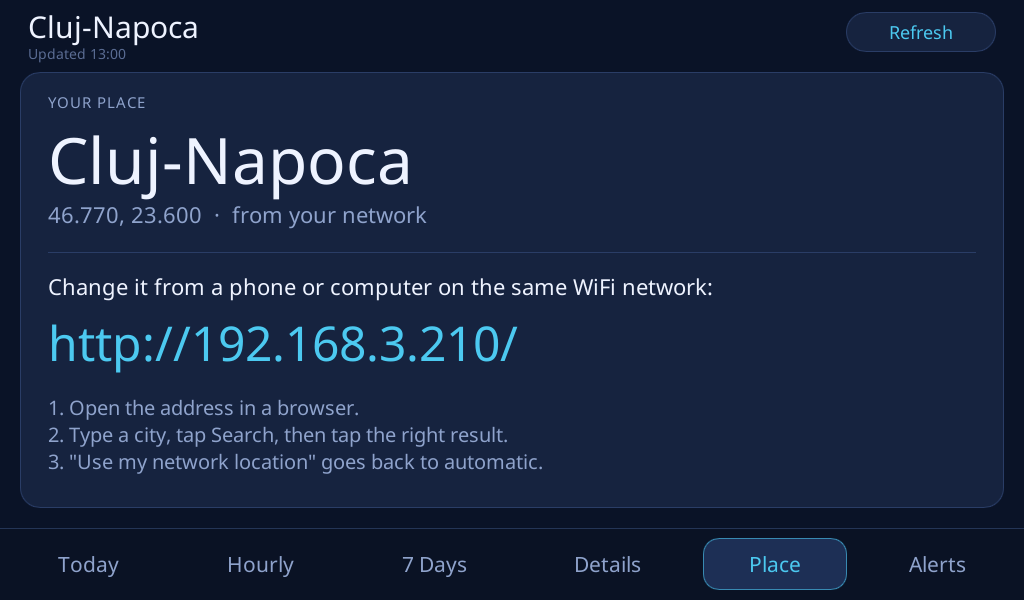 Cluj-Napoca
Updated 13:00
Refresh
YOUR PLACE
Cluj-Napoca
46.770, 23.600 · from your network
Change it from a phone or computer on the same WiFi network:
http://192.168.3.210/
1. Open the address in a browser.
2. Type a city, tap Search, then tap the right result.
3. "Use my network location" goes back to automatic.
Today Hourly 7 Days Details Place Alerts